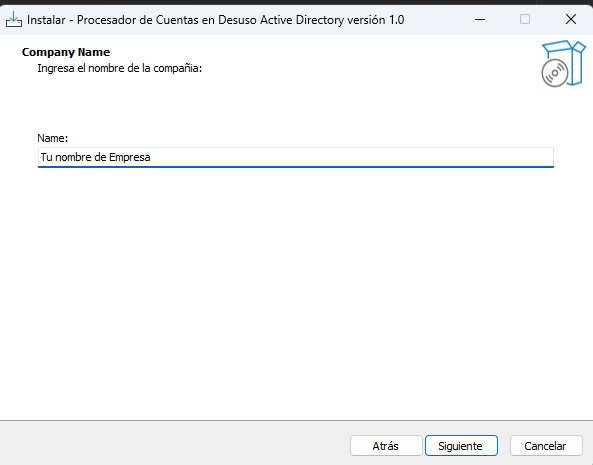 Instalar - Procesador de Cuentas en Desuso Active Directory versión 1.0
Company Name
Ingresa el nombre de la compañia:
Name:
Tu nombre de Empresa
Atrás
Siguiente
Cancelar